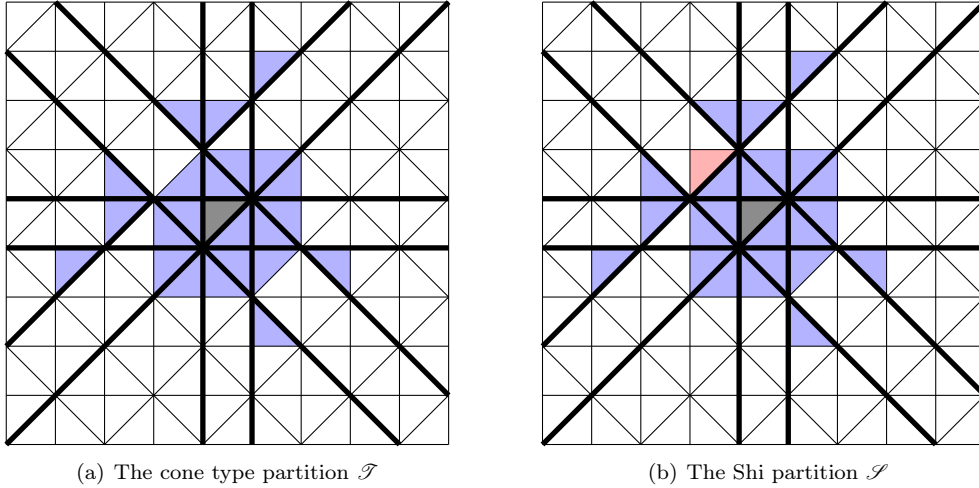 (a) The cone type partition 𝒯
(b) The Shi partition 𝒮